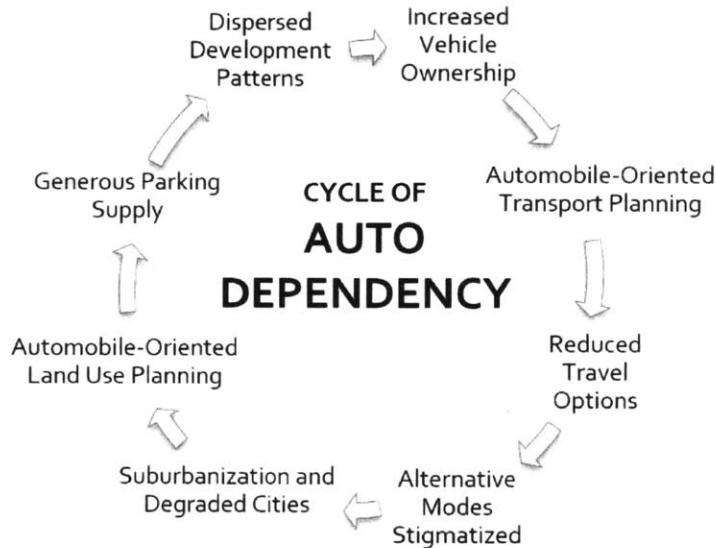 Dispersed
Development
Patterns
Increased
Vehicle
Ownership
Automobile-Oriented
Transport Planning
Reduced
Travel
Options
Alternative
Modes
Stigmatized
Suburbanization and
Degraded Cities
Automobile-Oriented
Land Use Planning
Generous Parking
Supply
CYCLE OF
AUTO
DEPENDENCY